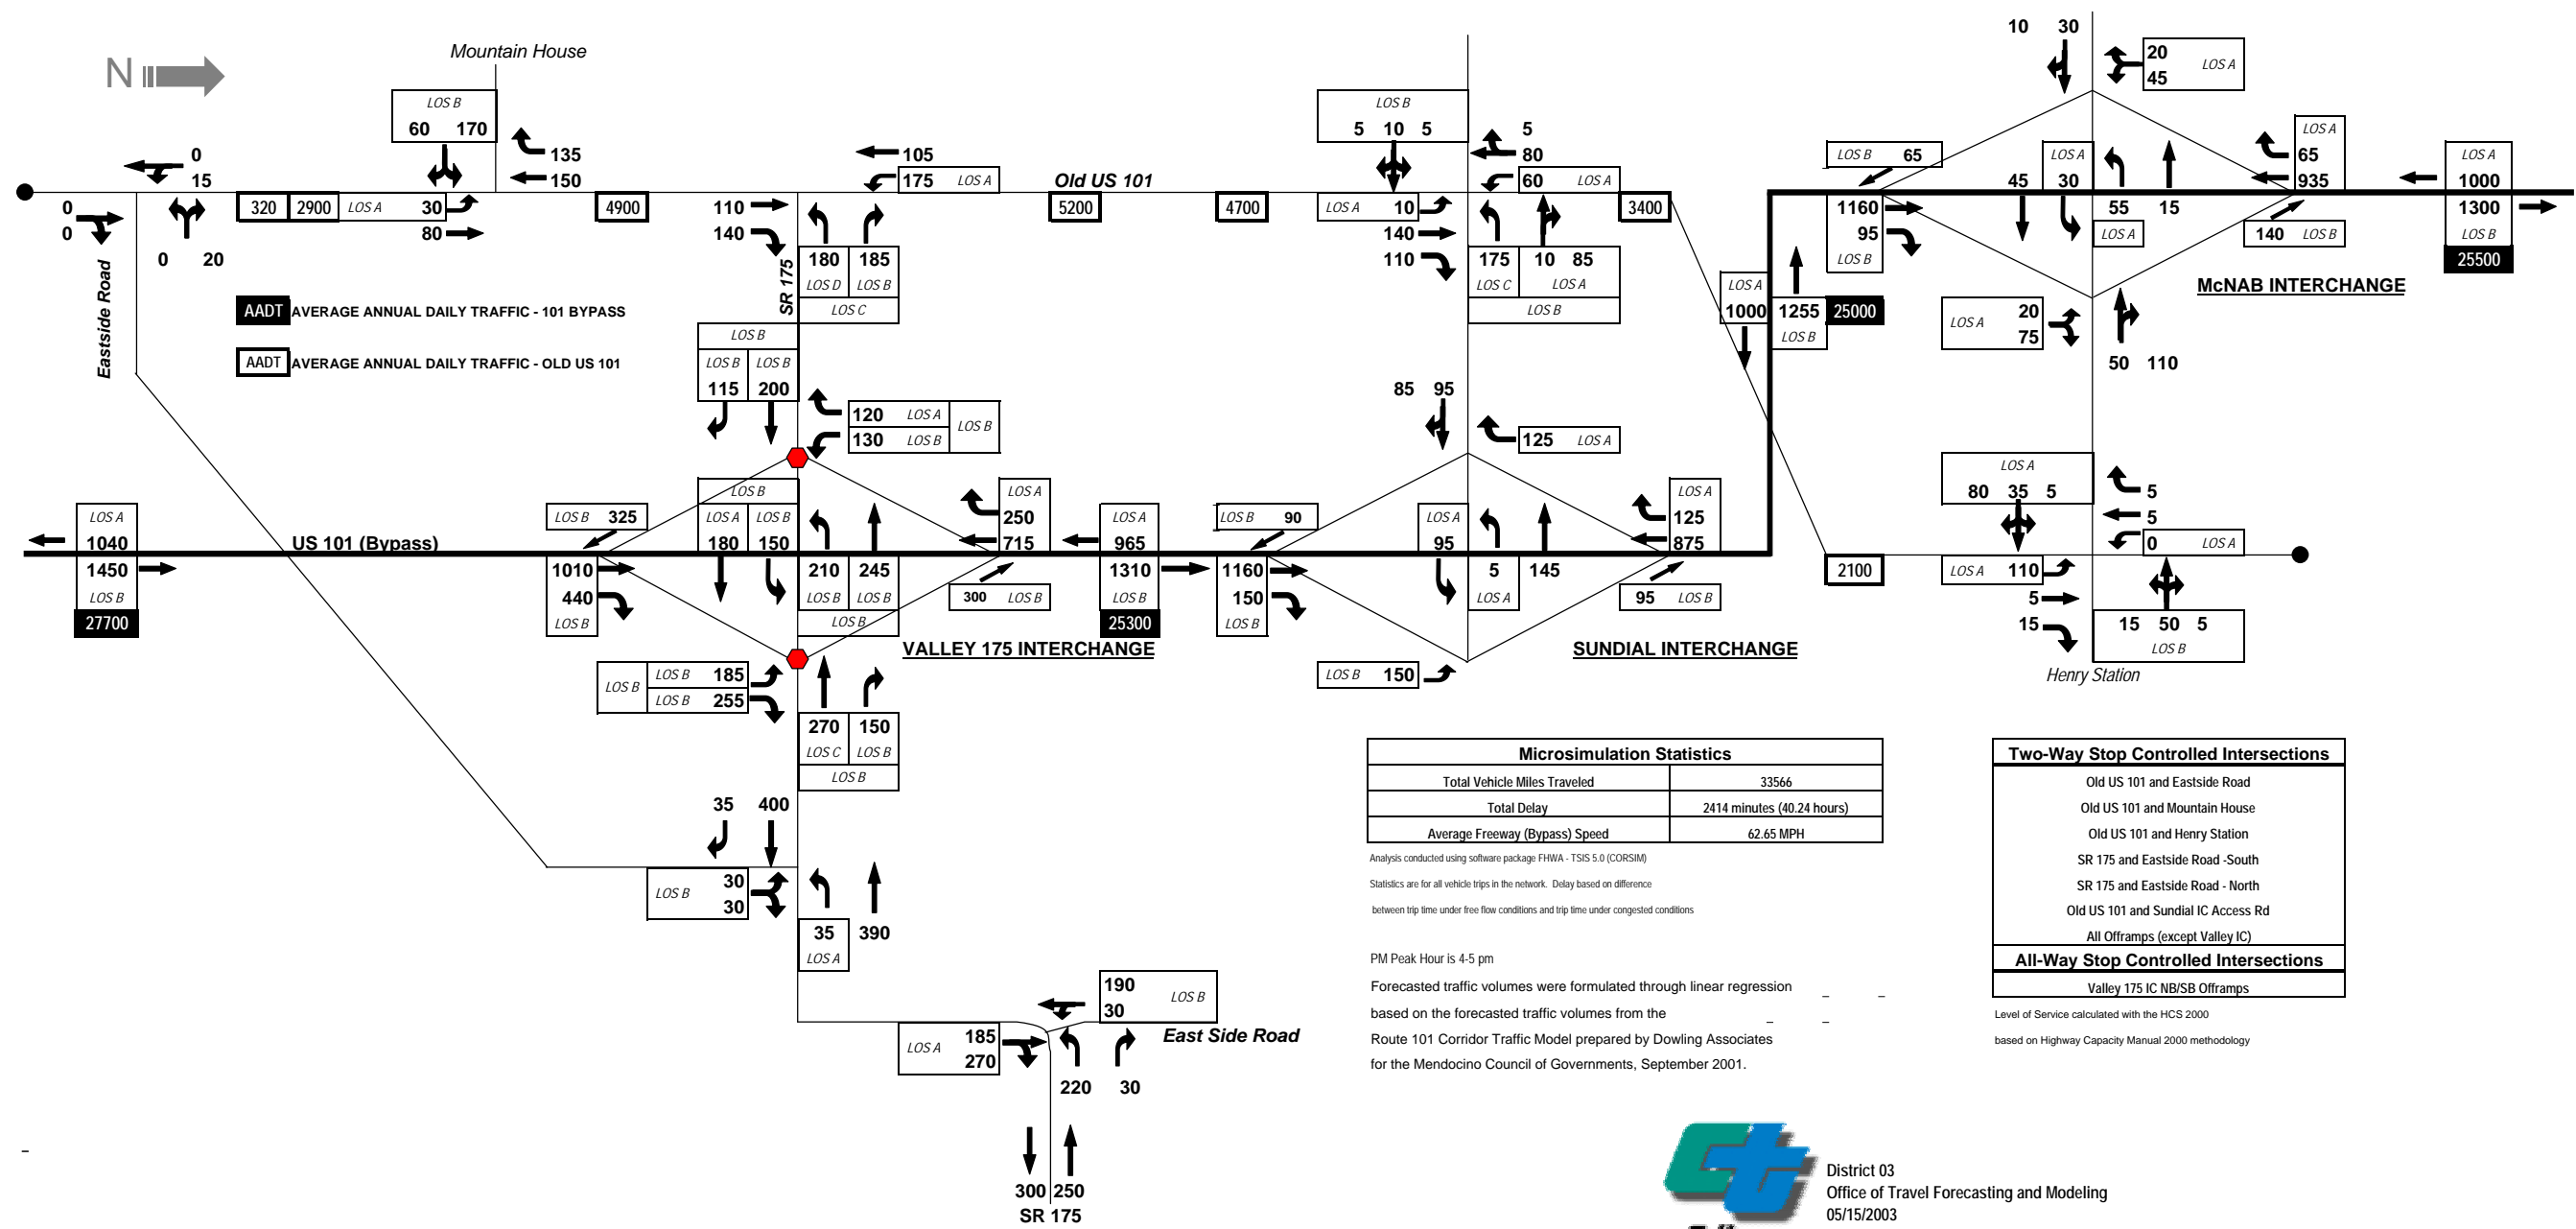 N
Mountain House
LOS B
60 170
0
15
135
150
0
0
0 20
320 2900 LOS A 30
80
4900
105
175 LOS A
Old US 101
5200
4700
110
140
SR 175
180 185
LOS D LOS B
LOS C
Eastside Road
AADT AVERAGE ANNUAL DAILY TRAFFIC - 101 BYPASS
AADT AVERAGE ANNUAL DAILY TRAFFIC - OLD US 101
LOS B
5 10 5
5
80
60 LOS A
3400
LOS A 10
140
110
175 10 85
LOS C LOS A
LOS B
10 30
20
45
LOS A
LOS B 65
LOS A
45 30
55 15
LOS A
LOS A
65
935
140 LOS B
LOS A
1000
1300
LOS B
25500
1160
95
LOS B
McNAB INTERCHANGE
LOS A
1000
1255
LOS B
25000
LOS A 20
75
50 110
LOS B
LOS B LOS B
115 200
120 LOS A
130 LOS B
LOS B
85 95
125 LOS A
LOS A
1040
1450
LOS B
27700
US 101 (Bypass)
LOS B 325
1010
440
LOS B
LOS B
LOS A LOS B
180 150
210 245
LOS B LOS B
LOS B
LOS A
250
715
300 LOS B
LOS A
965
1310
LOS B
25300
VALLEY 175 INTERCHANGE
LOS B 90
1160
150
LOS B
LOS A
95
5 145
LOS A
LOS A
125
875
95 LOS B
SUNDIAL INTERCHANGE
LOS B 150
2100
LOS A
80 35 5
5
5
0 LOS A
LOS A 110
5
15
15 50 5
LOS B
Henry Station
LOS B
LOS B 185
LOS B 255
270 150
LOS C LOS B
LOS B
35 400
LOS B 30
30
35 390
LOS A
190
30
LOS B
East Side Road
LOS A 185
270
220 30
300 250
SR 175
Microsimulation Statistics
Total Vehicle Miles Traveled 33566
Total Delay 2414 minutes (40.24 hours)
Average Freeway (Bypass) Speed 62.65 MPH
Analysis conducted using software package FHWA - TSIS 5.0 (CORSIM)
Statistics are for all vehicle trips in the network. Delay based on difference
between trip time under free flow conditions and trip time under congested conditions
PM Peak Hour is 4-5 pm
Forecasted traffic volumes were formulated through linear regression
based on the forecasted traffic volumes from the
Route 101 Corridor Traffic Model prepared by Dowling Associates
for the Mendocino Council of Governments, September 2001.
Two-Way Stop Controlled Intersections
Old US 101 and Eastside Road
Old US 101 and Mountain House
Old US 101 and Henry Station
SR 175 and Eastside Road -South
SR 175 and Eastside Road - North
Old US 101 and Sundial IC Access Rd
All Offramps (except Valley IC)
All-Way Stop Controlled Intersections
Valley 175 IC NB/SB Offramps
Level of Service calculated with the HCS 2000
based on Highway Capacity Manual 2000 methodology
District 03
Office of Travel Forecasting and Modeling
05/15/2003